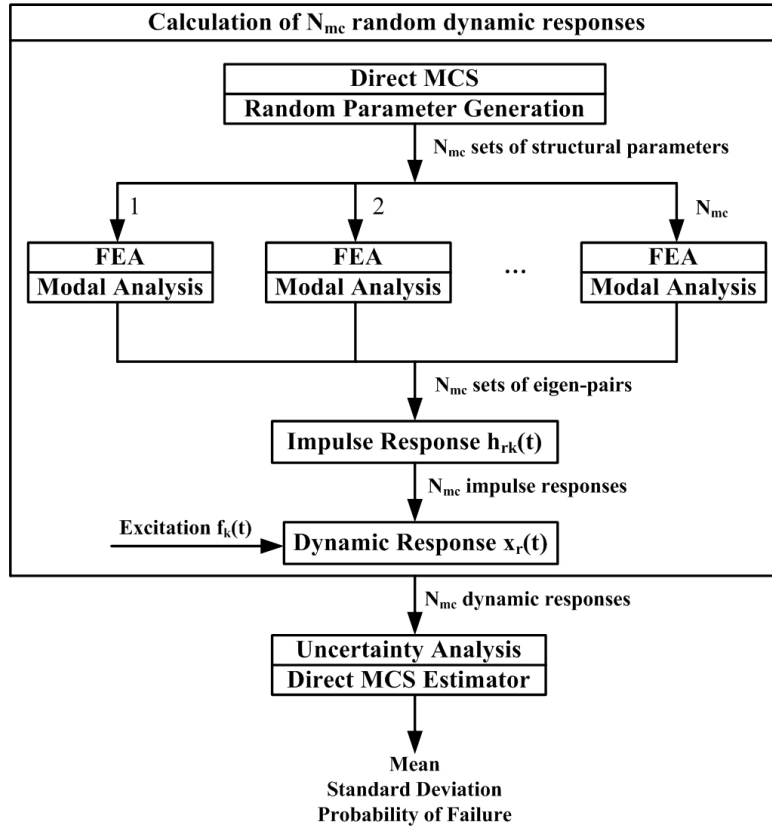 Calculation of Nmc random dynamic responses
Direct MCS
Random Parameter Generation
Nmc sets of structural parameters
1
2
Nmc
FEA
Modal Analysis
FEA
Modal Analysis
...
FEA
Modal Analysis
Nmc sets of eigen-pairs
Impulse Response hrk(t)
Nmc impulse responses
Excitation fk(t)
Dynamic Response xr(t)
Nmc dynamic responses
Uncertainty Analysis
Direct MCS Estimator
Mean
Standard Deviation
Probability of Failure